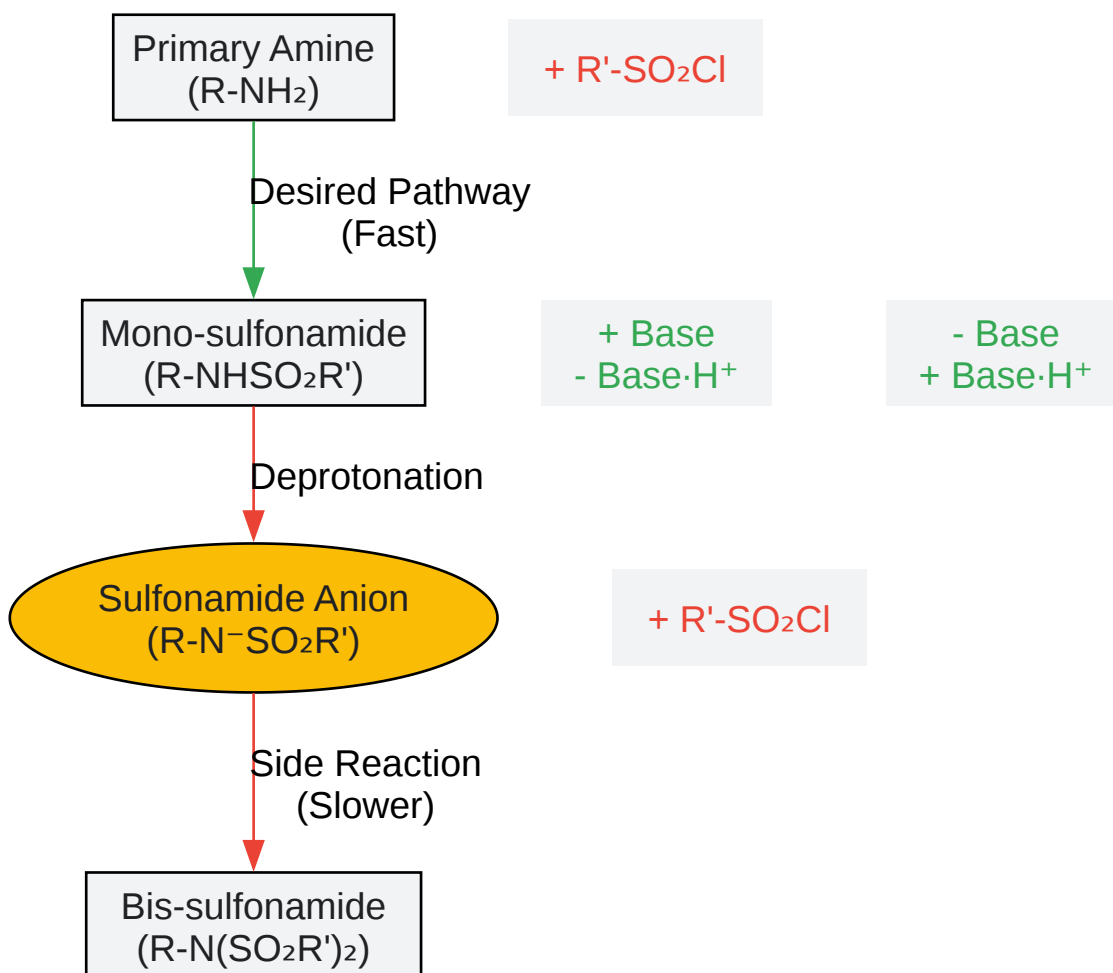 Primary Amine
(R-NH₂)
+ R'-SO₂Cl
Desired Pathway
(Fast)
Mono-sulfonamide
(R-NHSO₂R')
+ Base
- Base·H⁺
- Base
+ Base·H⁺
Deprotonation
Sulfonamide Anion
(R-N⁻SO₂R')
+ R'-SO₂Cl
Side Reaction
(Slower)
Bis-sulfonamide
(R-N(SO₂R')₂)